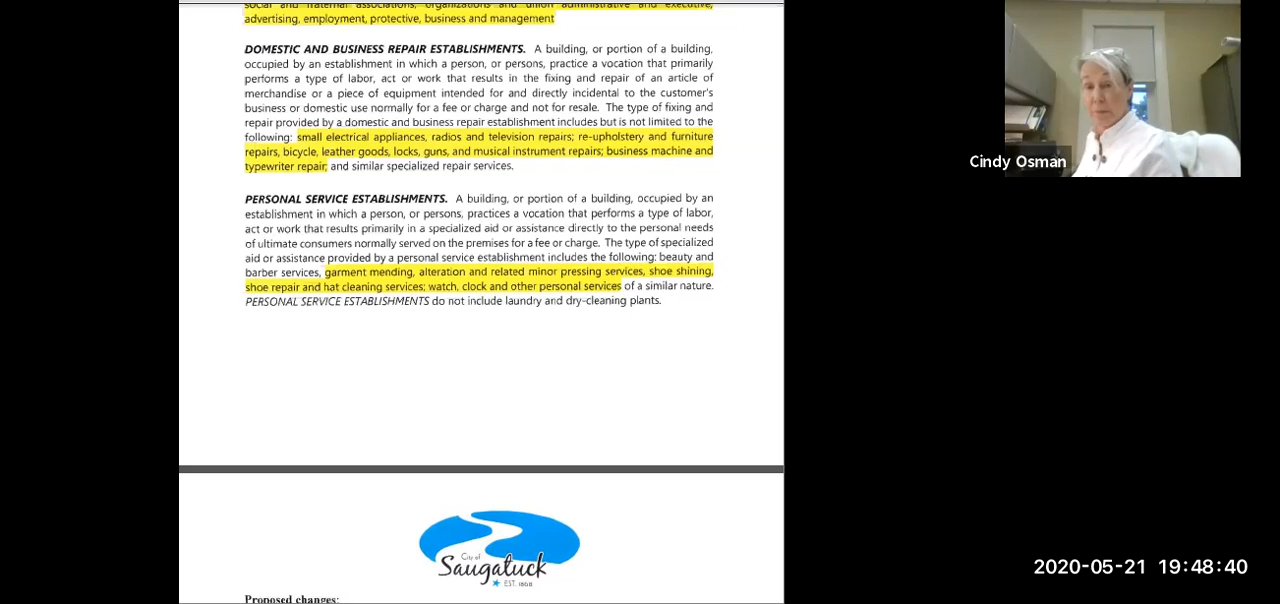 social and fraternal associations, organizations and union administrative and executive,
advertising, employment, protective, business and management
DOMESTIC AND BUSINESS REPAIR ESTABLISHMENTS. A building, or portion of a building,
occupied by an establishment in which a person, or persons, practice a vocation that primarily
performs a type of labor, act or work that results in the fixing and repair of an article of
merchandise or a piece of equipment intended for and directly incidental to the customer's
business or domestic use normally for a fee or charge and not for resale. The type of fixing and
repair provided by a domestic and business repair establishment includes but is not limited to the
following: small electrical appliances, radios and television repairs; re-upholstery and furniture
repairs, bicycle, leather goods, locks, guns, and musical instrument repairs; business machine and
typewriter repair; and similar specialized repair services.
PERSONAL SERVICE ESTABLISHMENTS. A building, or portion of a building, occupied by an
establishment in which a person, or persons, practices a vocation that performs a type of labor,
act or work that results primarily in a specialized aid or assistance directly to the personal needs
of ultimate consumers normally served on the premises for a fee or charge. The type of specialized
aid or assistance provided by a personal service establishment includes the following: beauty and
barber services, garment mending, alteration and related minor pressing services, shoe shining,
shoe repair and hat cleaning services; watch, clock and other personal services of a similar nature.
PERSONAL SERVICE ESTABLISHMENTS do not include laundry and dry-cleaning plants.
City of
Saugatuck
EST. 1868
Proposed changes:
Cindy Osman
2020-05-21 19:48:40